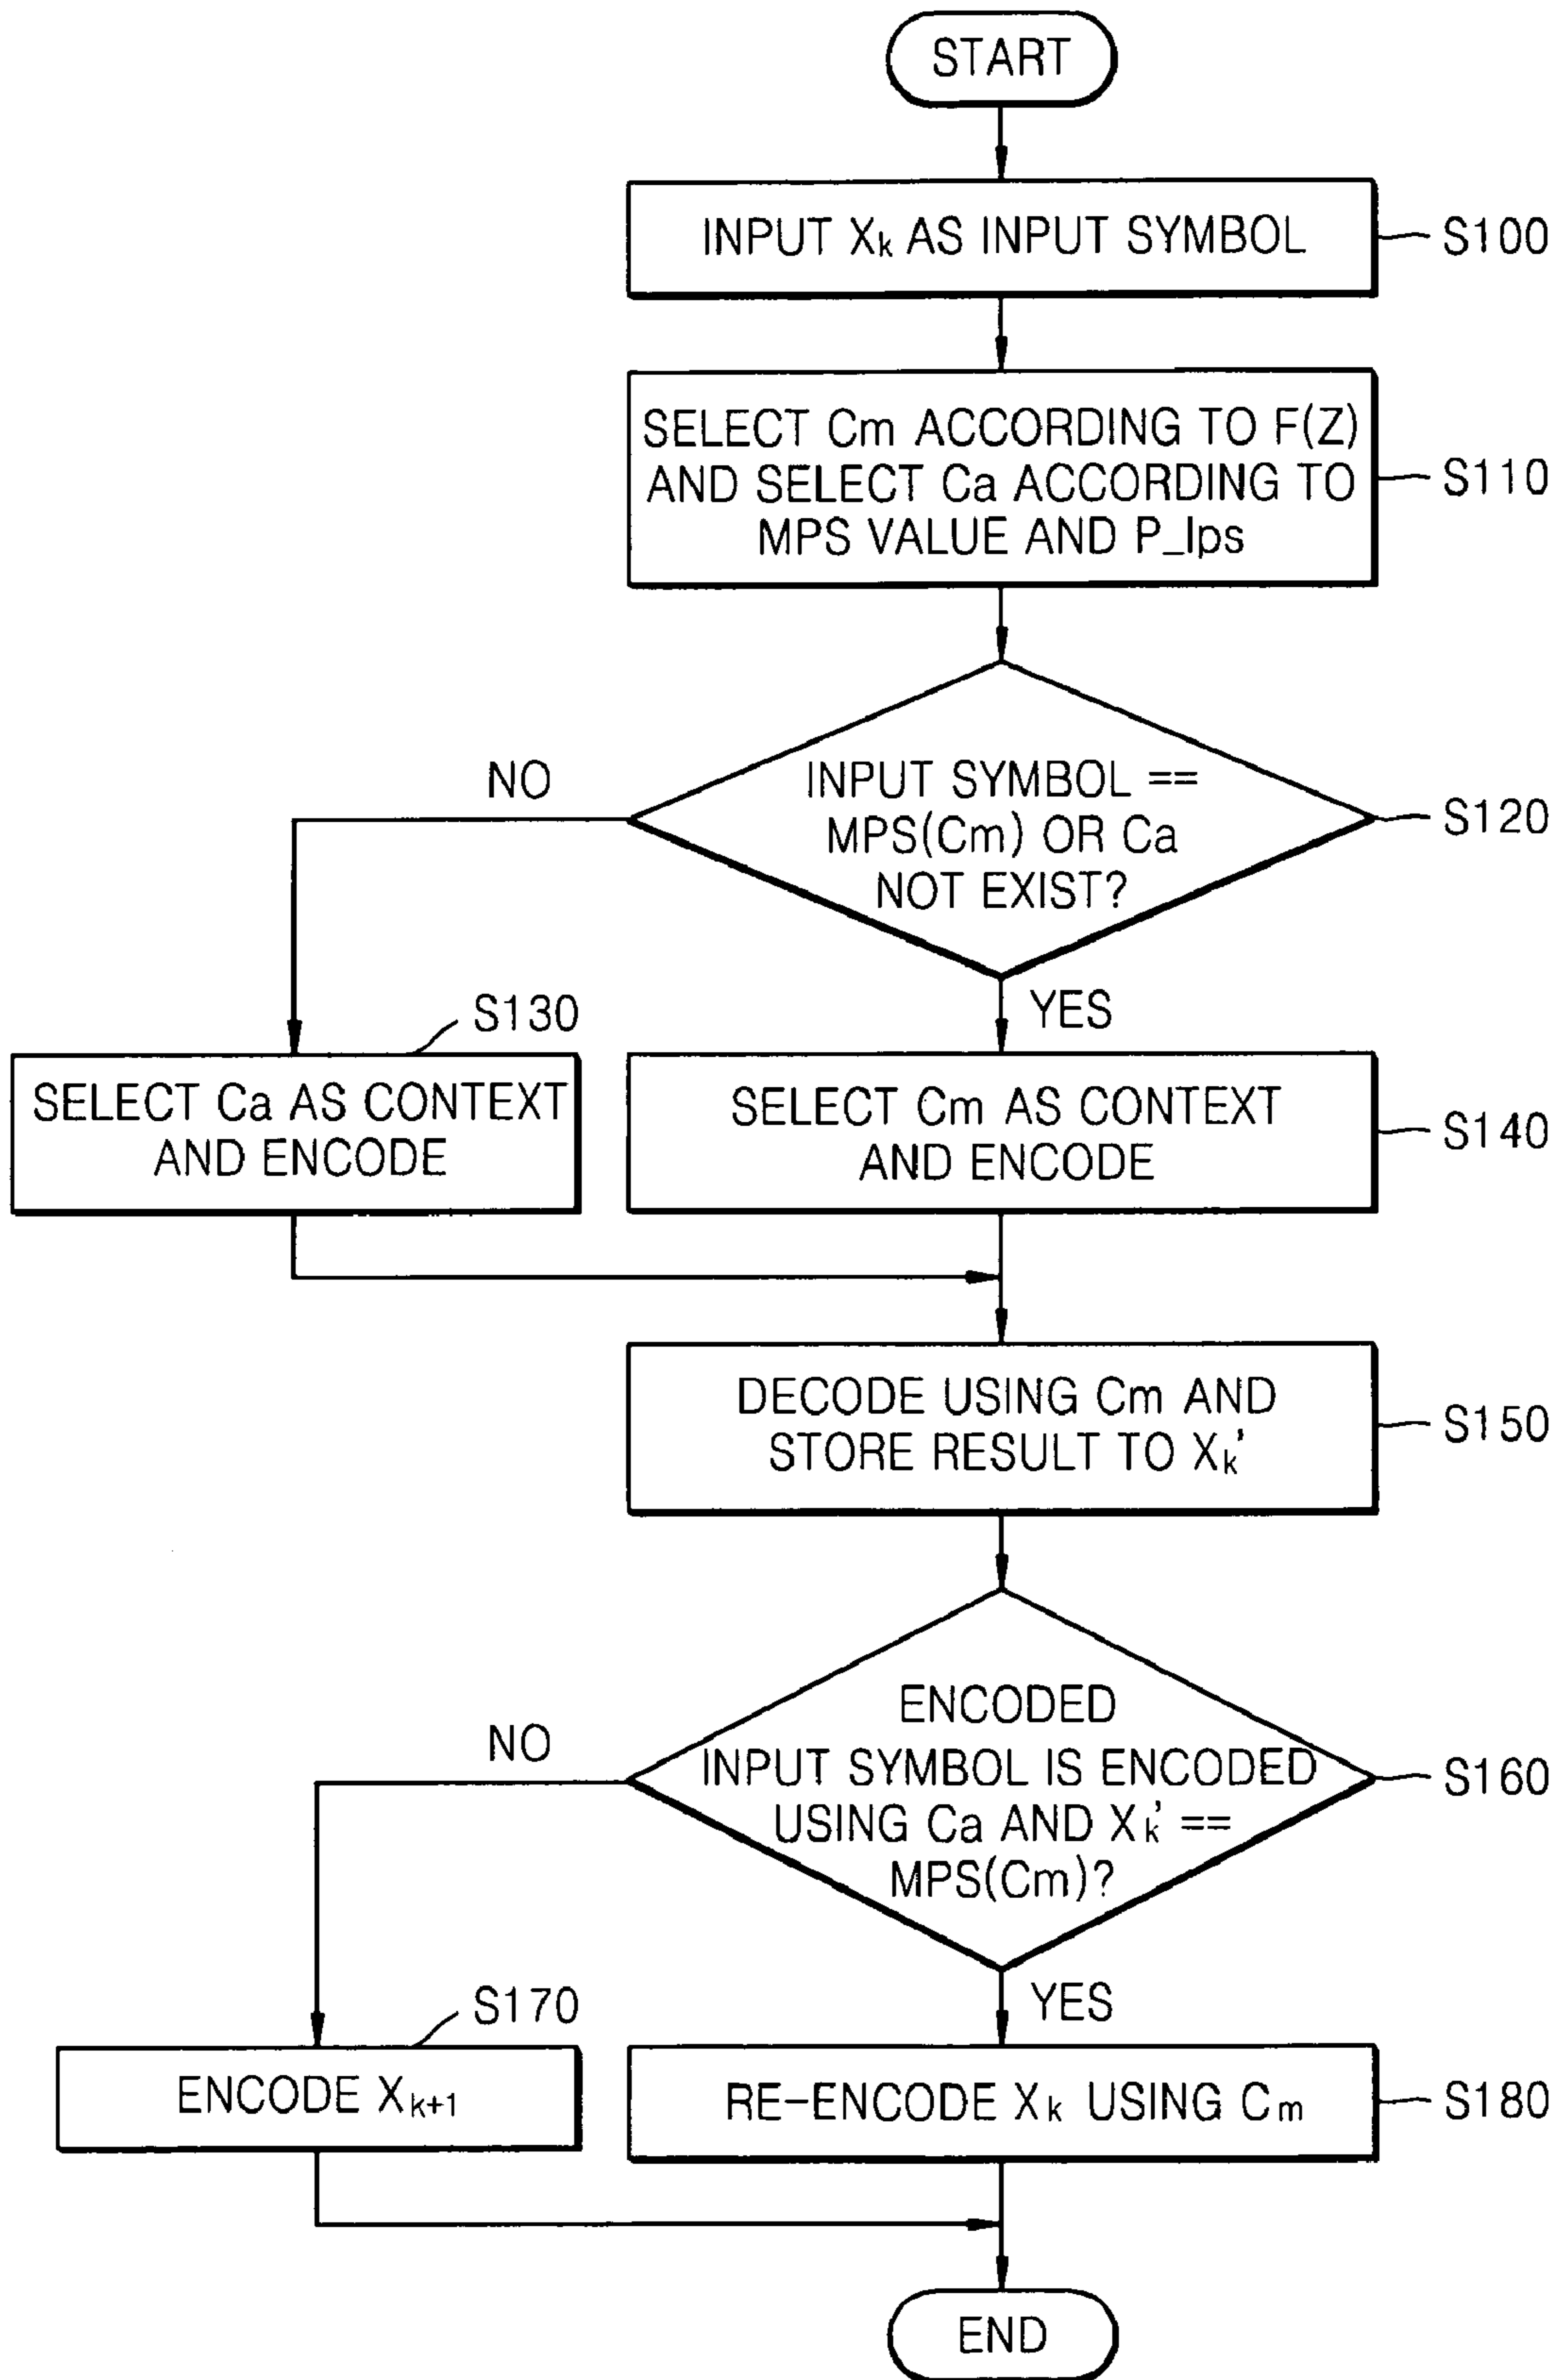 START
INPUT Xk AS INPUT SYMBOL
S100
SELECT Cm ACCORDING TO F(Z)
AND SELECT Ca ACCORDING TO
MPS VALUE AND P_lps
S110
INPUT SYMBOL ==
MPS(Cm) OR Ca
NOT EXIST?
S120
NO
YES
S130
SELECT Ca AS CONTEXT
AND ENCODE
SELECT Cm AS CONTEXT
AND ENCODE
S140
DECODE USING Cm AND
STORE RESULT TO Xk'
S150
ENCODED
INPUT SYMBOL IS ENCODED
USING Ca AND Xk' ==
MPS(Cm)?
S160
NO
YES
S170
ENCODE Xk+1
RE-ENCODE Xk USING Cm
S180
END